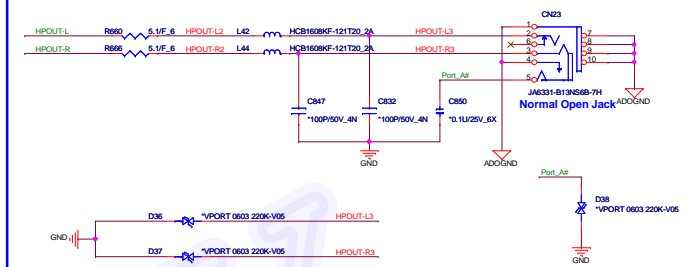 CN23
HPOUT-L R660 5.1/F_6 HPOUT-L2 L42 HCB1608KF-121T20_2A HPOUT-L3
HPOUT-R R666 5.1/F_6 HPOUT-R2 L44 HCB1608KF-121T20_2A HPOUT-R3
1
2
6
3
4
5
7
8
9
10
Port_A#
JA6331-B13NS6B-7H
Normal Open Jack
ADOGND
C847
*100P/50V_4N
C832
*100P/50V_4N
C850
*0.1U/25V_6X
GND
ADOGND
Port_A#
D38
*VPORT 0603 220K-V05
GND
D36 *VPORT 0603 220K-V05 HPOUT-L3
GND
D37 *VPORT 0603 220K-V05 HPOUT-R3